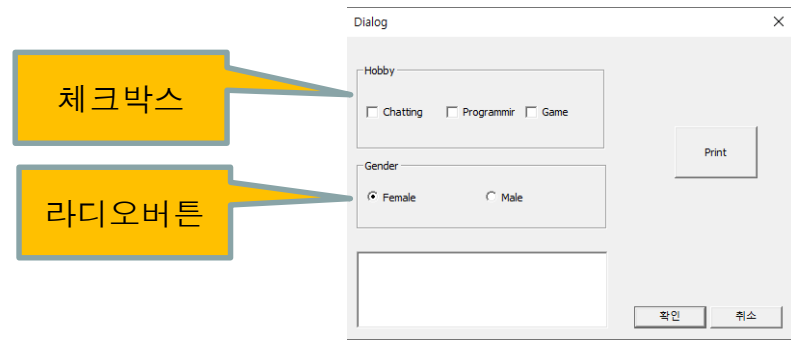 Dialog
체크박스
Hobby
Chatting Programmir Game
Print
라디오버튼
Gender
Female Male
확인 취소